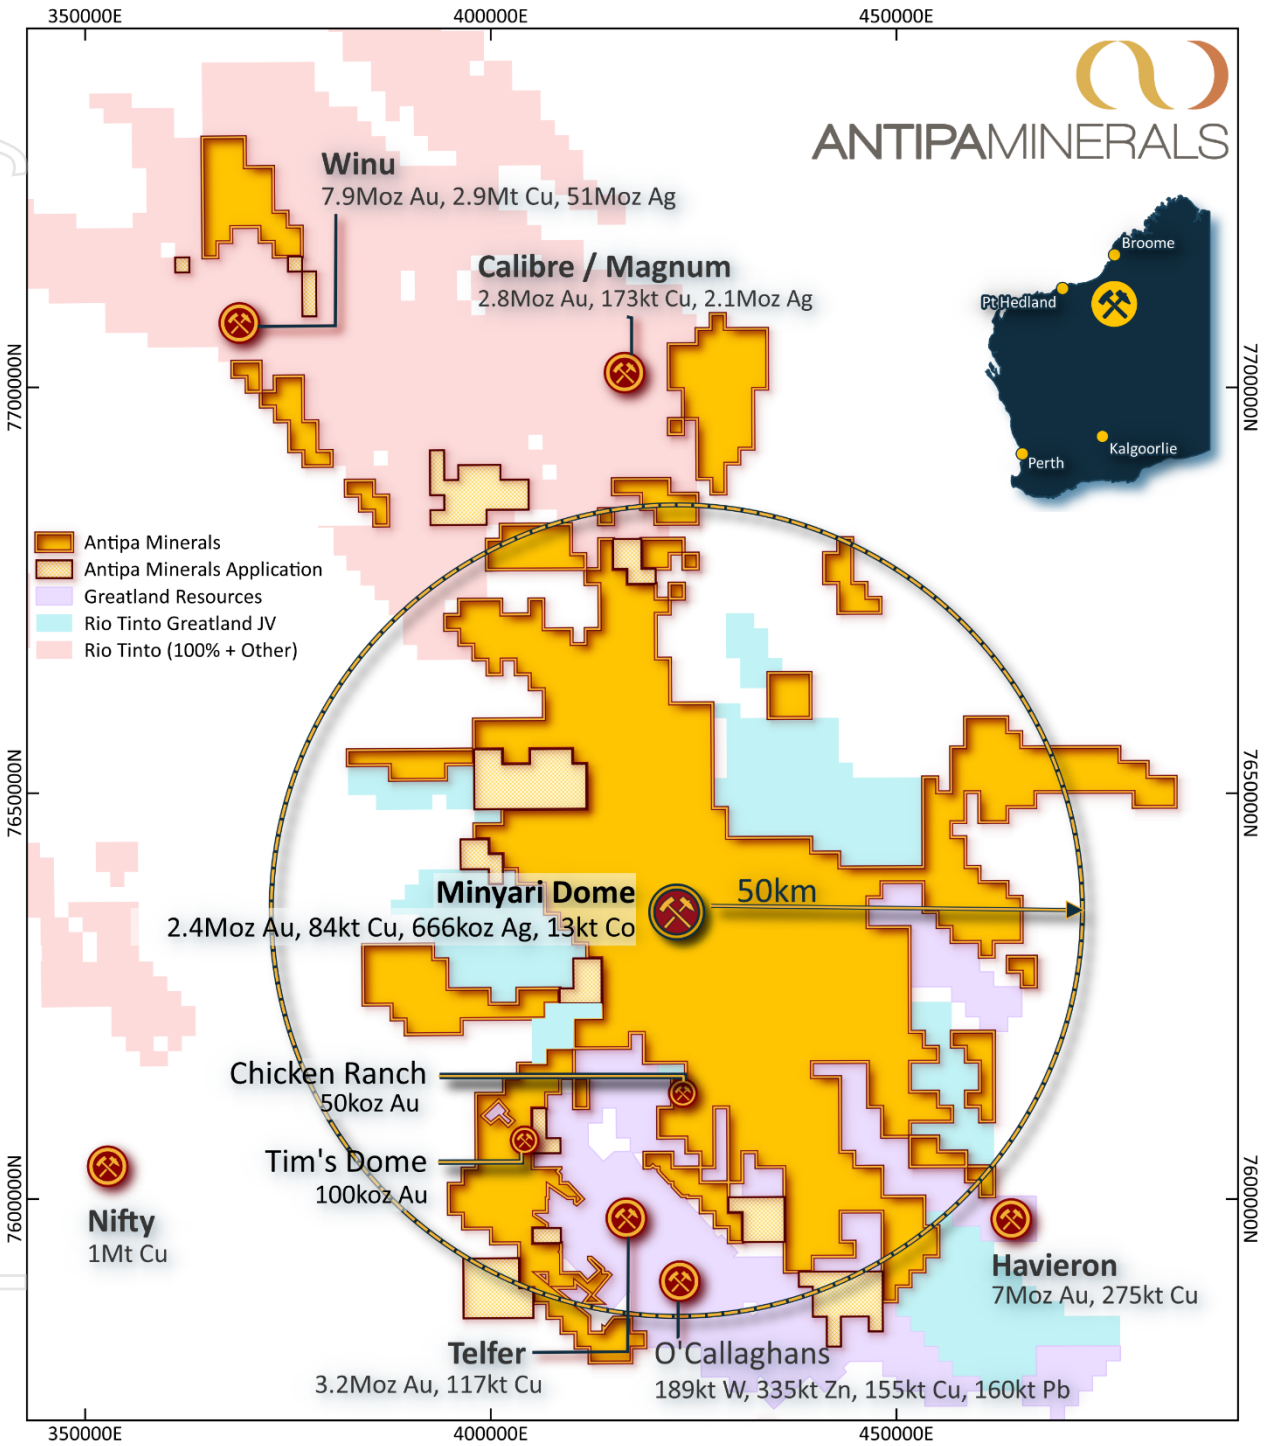 350000E 400000E 450000E
ANTIPAMINERALS
Winu
7.9Moz Au, 2.9Mt Cu, 51Moz Ag
Broome
Calibre / Magnum
2.8Moz Au, 173kt Cu, 2.1Moz Ag
Pt Hedland
7700000N
7700000N
Kalgoorlie
Perth
Antipa Minerals
Antipa Minerals Application
Greatland Resources
Rio Tinto Greatland JV
Rio Tinto (100% + Other)
7650000N
7650000N
Minyari Dome
50km
2.4Moz Au, 84kt Cu, 666koz Ag, 13kt Co
Chicken Ranch
50koz Au
Tim's Dome
100koz Au
7600000N
7600000N
Nifty
1Mt Cu
Havieron
7Moz Au, 275kt Cu
Telfer
3.2Moz Au, 117kt Cu
O'Callaghans
189kt W, 335kt Zn, 155kt Cu, 160kt Pb
350000E 400000E 450000E